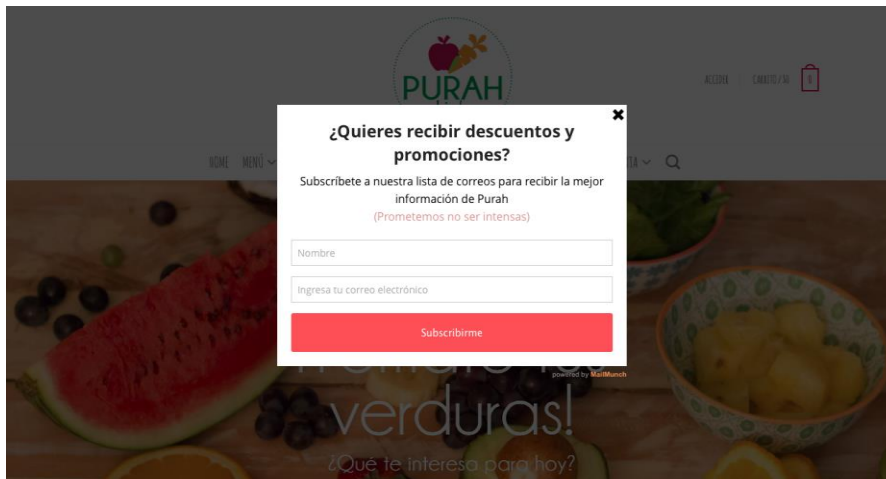 PURAH
ACCEDER
CARRITO / $0
0
HOME MENÚ
¿Quieres recibir descuentos y
promociones?
Subscríbete a nuestra lista de correos para recibir la mejor
información de Purah
(Prometemos no ser intensas)
Nombre
Ingresa tu correo electrónico
Subscribirme
powered by MailMunch
verduras!
¿Qué te interesa para hoy?